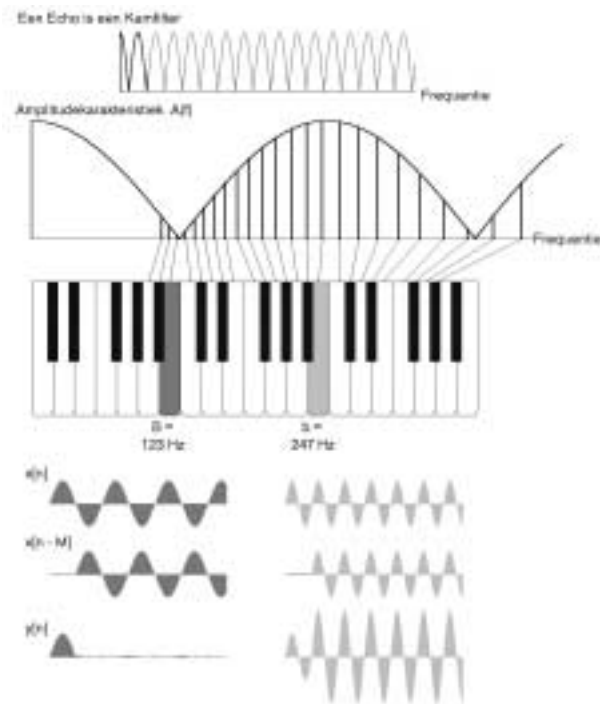 Een Echo is een Kamfilter
Frequentie
Amplitudekarakteristiek A(f)
Frequentie
B =
123 Hz
b =
247 Hz
x[n]
x[n - M]
y[n]